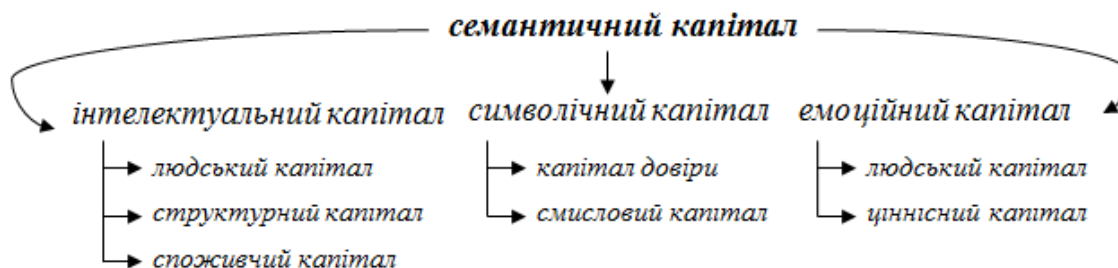 семантичний капітал
інтелектуальний капітал
людський капітал
структурний капітал
споживчий капітал
символічний капітал
капітал довіри
смисловий капітал
емоційний капітал
людський капітал
ціннісний капітал